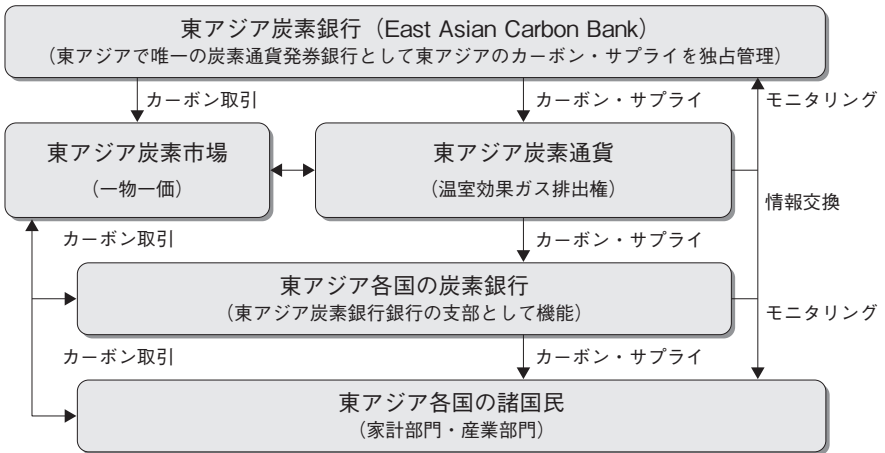 東アジア炭素銀行（East Asian Carbon Bank）
（東アジアで唯一の炭素通貨発券銀行として東アジアのカーボン・サプライを独占管理）
カーボン取引
カーボン・サプライ
モニタリング
東アジア炭素市場
（一物一価）
東アジア炭素通貨
（温室効果ガス排出権）
情報交換
カーボン取引
カーボン・サプライ
東アジア各国の炭素銀行
（東アジア炭素銀行銀行の支部として機能）
モニタリング
カーボン取引
カーボン・サプライ
東アジア各国の諸国民
（家計部門・産業部門）